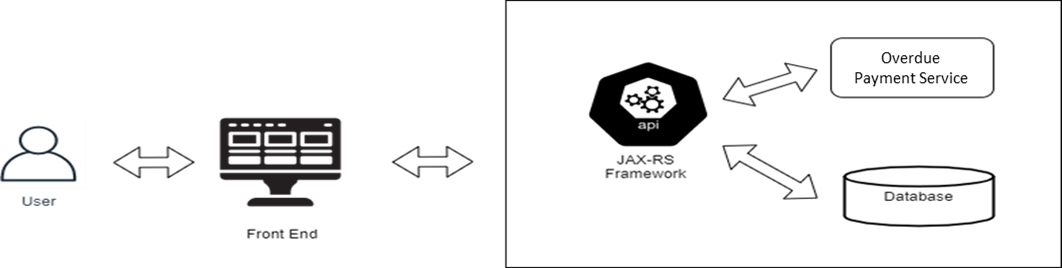 User
Front End
api
JAX-RS
Framework
Overdue
Payment Service
Database